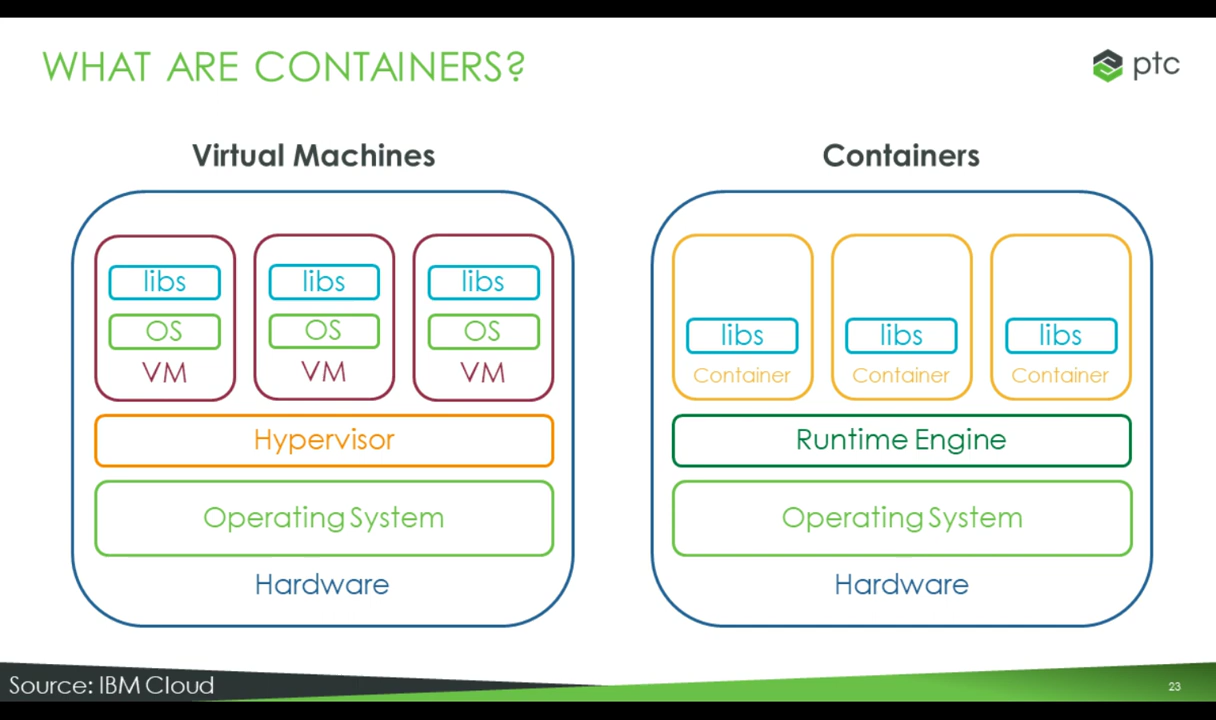 WHAT ARE CONTAINERS?
ptc
Virtual Machines
libs
libs
libs
OS
OS
OS
VM
VM
VM
Hypervisor
Operating System
Hardware
Containers
libs
libs
libs
Container
Container
Container
Runtime Engine
Operating System
Hardware
Source: IBM Cloud
23